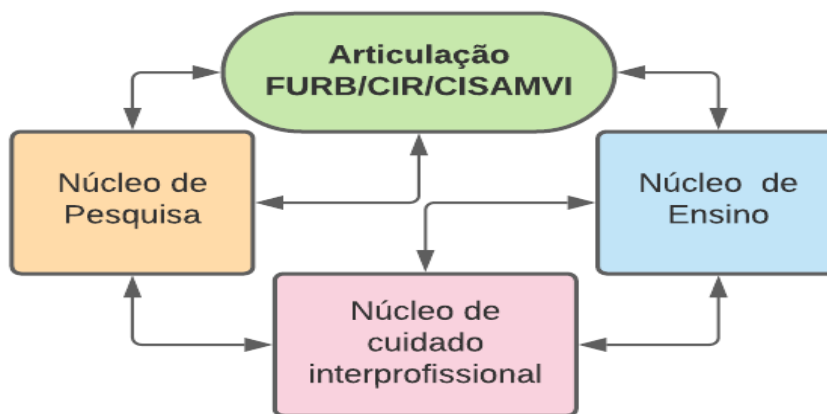 Articulação
FURB/CIR/CISAMVI
Núcleo de
Pesquisa
Núcleo de
Ensino
Núcleo de
cuidado
interprofissional